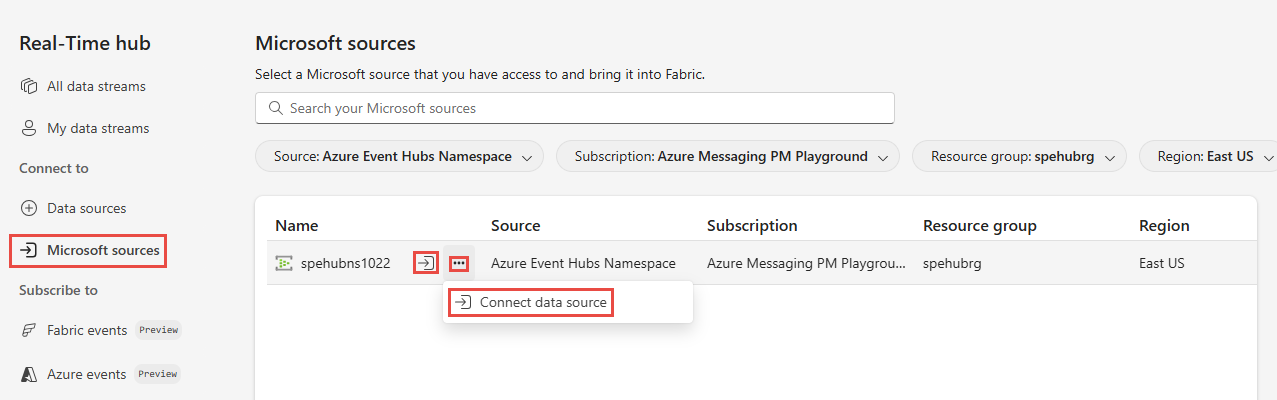 Real-Time hub
All data streams
My data streams
Connect to
Data sources
Microsoft sources
Subscribe to
Fabric events Preview
Azure events Preview
Microsoft sources
Select a Microsoft source that you have access to and bring it into Fabric.
Search your Microsoft sources
Source: Azure Event Hubs Namespace Subscription: Azure Messaging PM Playground Resource group: spehubrg Region: East US
Name Source Subscription Resource group Region
spehubns1022 Azure Event Hubs Namespace Azure Messaging PM Playgrou... spehubrg East US
Connect data source